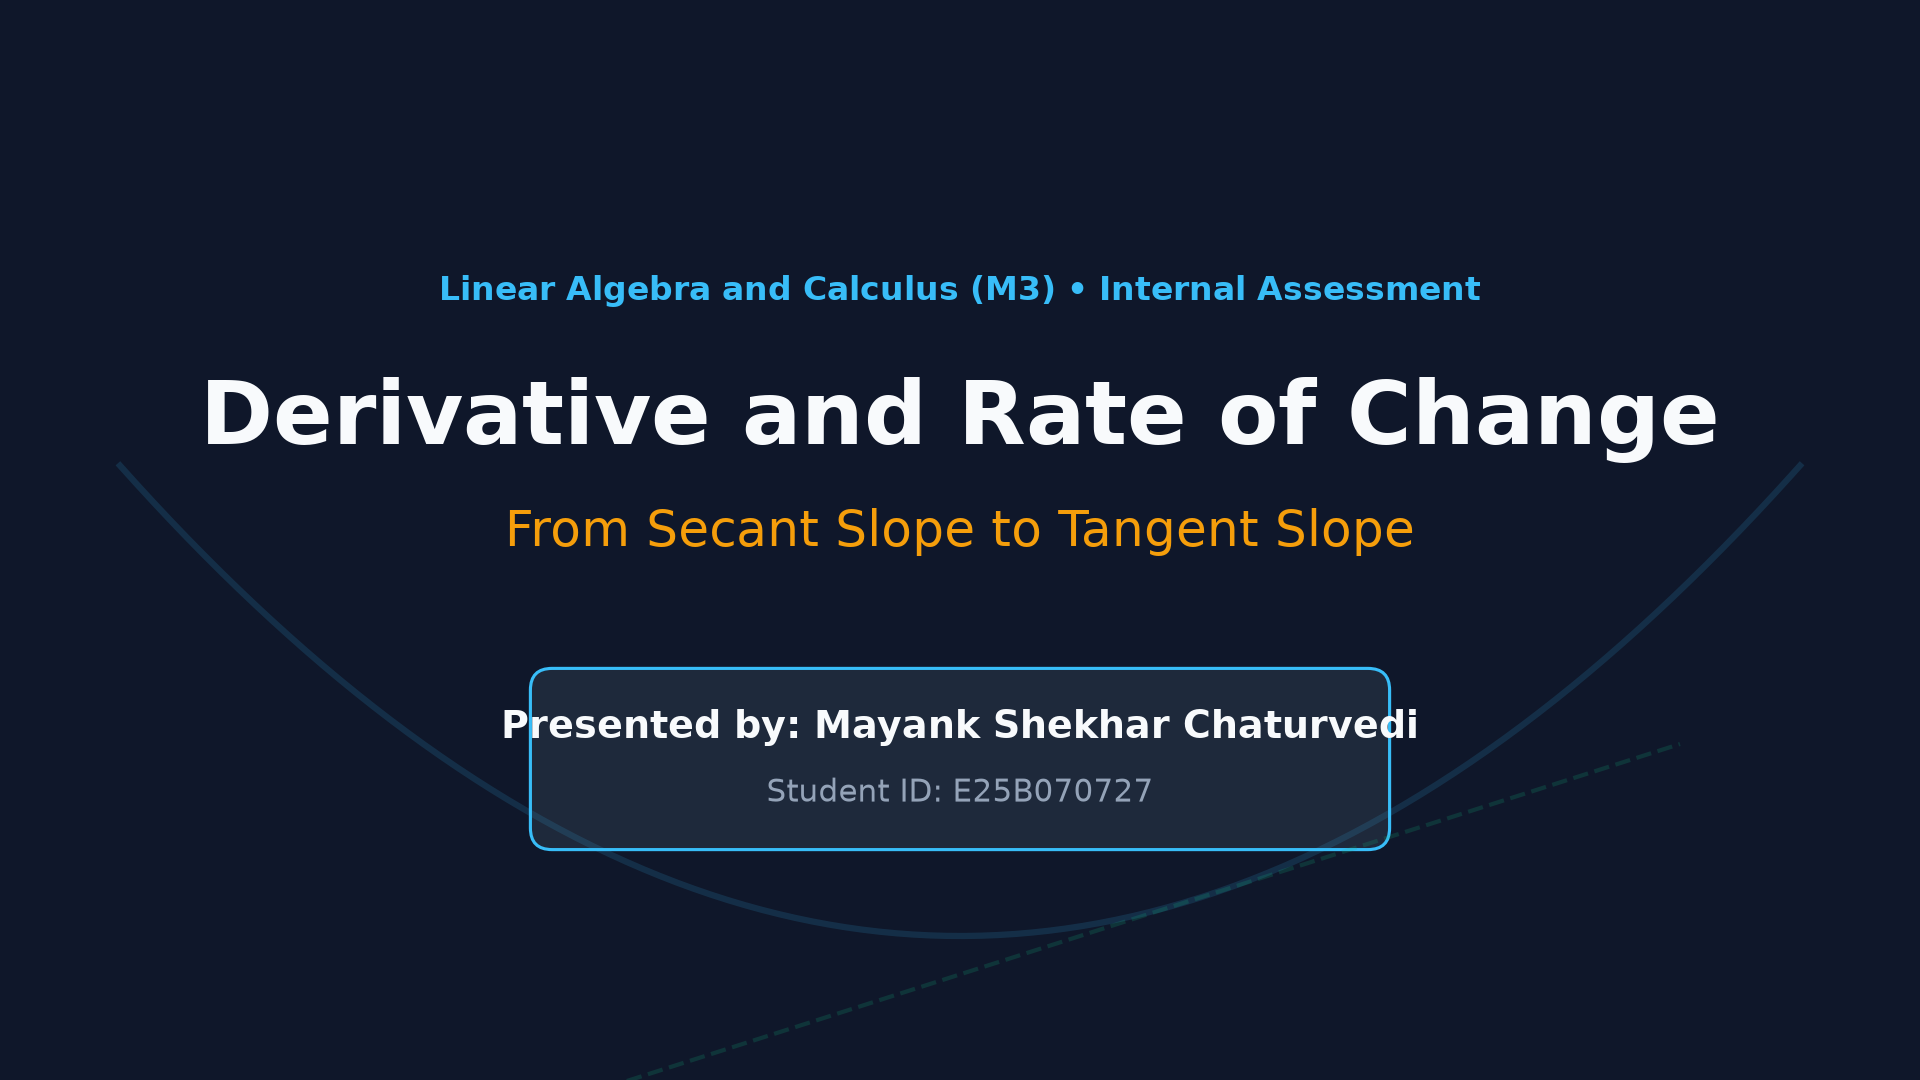 Linear Algebra and Calculus (M3) • Internal Assessment
Derivative and Rate of Change
From Secant Slope to Tangent Slope
Presented by: Mayank Shekhar Chaturvedi
Student ID: E25B070727